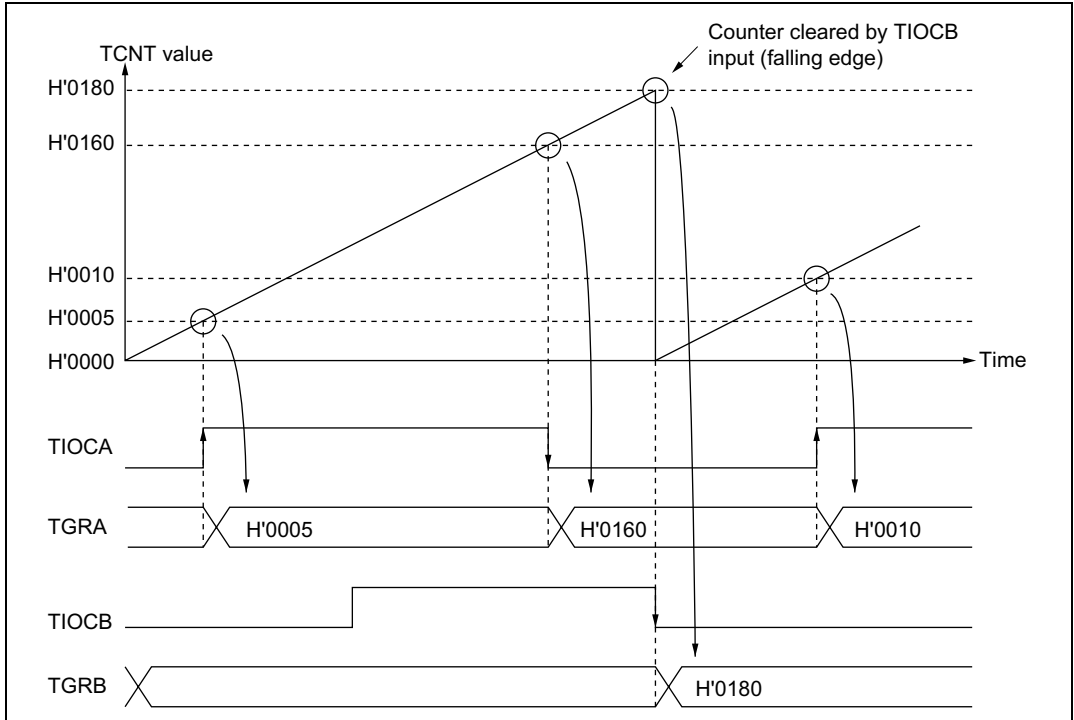 Counter cleared by TIOCB
input (falling edge)
TCNT value
H'0180
H'0160
H'0010
H'0005
H'0000
Time
TIOCA
TGRA
H'0005
H'0160
H'0010
TIOCB
TGRB
H'0180